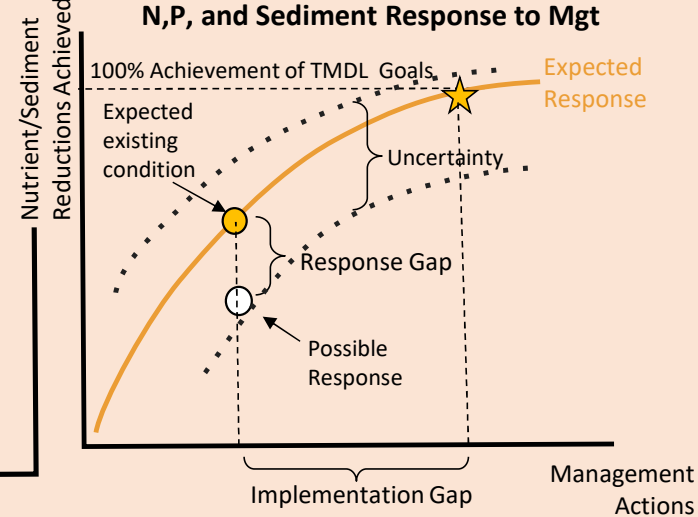 N,P, and Sediment Response to Mgt
Nutrient/Sediment
Reductions Achieved
100% Achievement of TMDL Goals
Expected
Response
Expected
existing
condition
Uncertainty
Response Gap
Possible
Response
Implementation Gap
Management
Actions